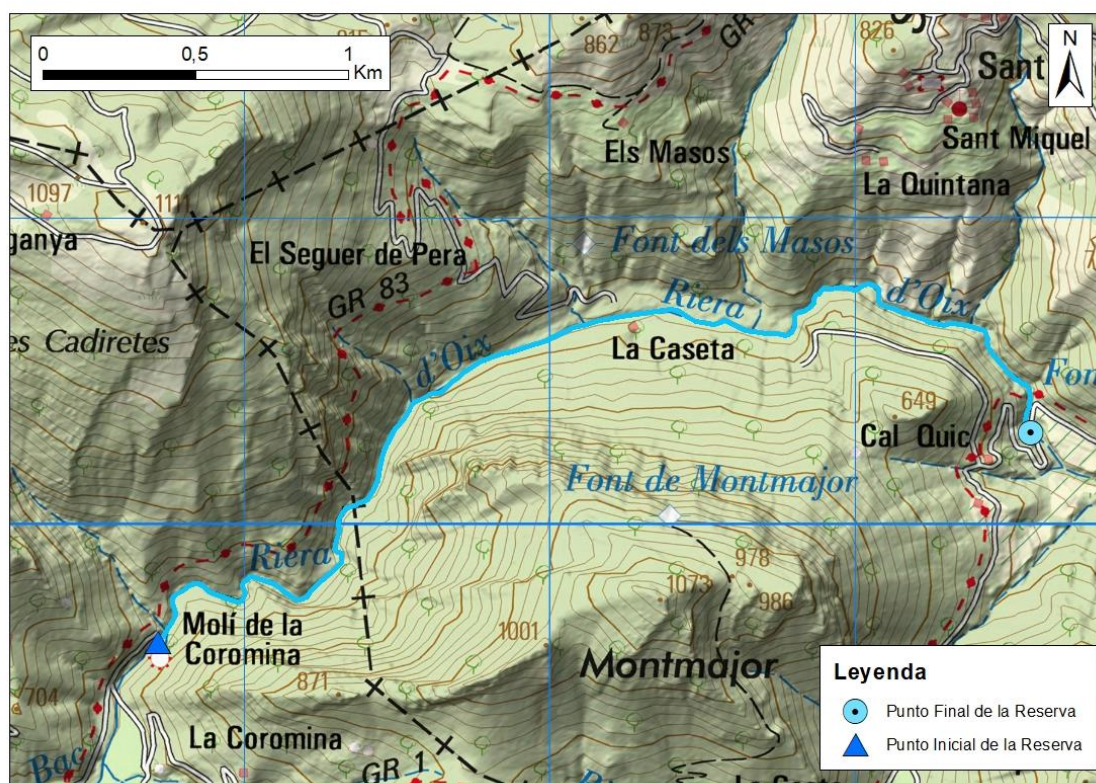 0
0,5
1
Km
N
862
873
GR
826
Sant
Sant Miquel
Els Masos
La Quintana
1097
1111
ganya
El Seguer de Pera
Font dels Masos
GR 83
Riera
d'Oix
es Cadiretes
d'Oix
La Caseta
Fon
649
Cal Quic
Font de Montmajor
Riera
978
1073
986
Molí de la
Coromina
1001
Montmajor
871
704
La Coromina
Bac
GR 1
Leyenda
Punto Final de la Reserva
Punto Inicial de la Reserva